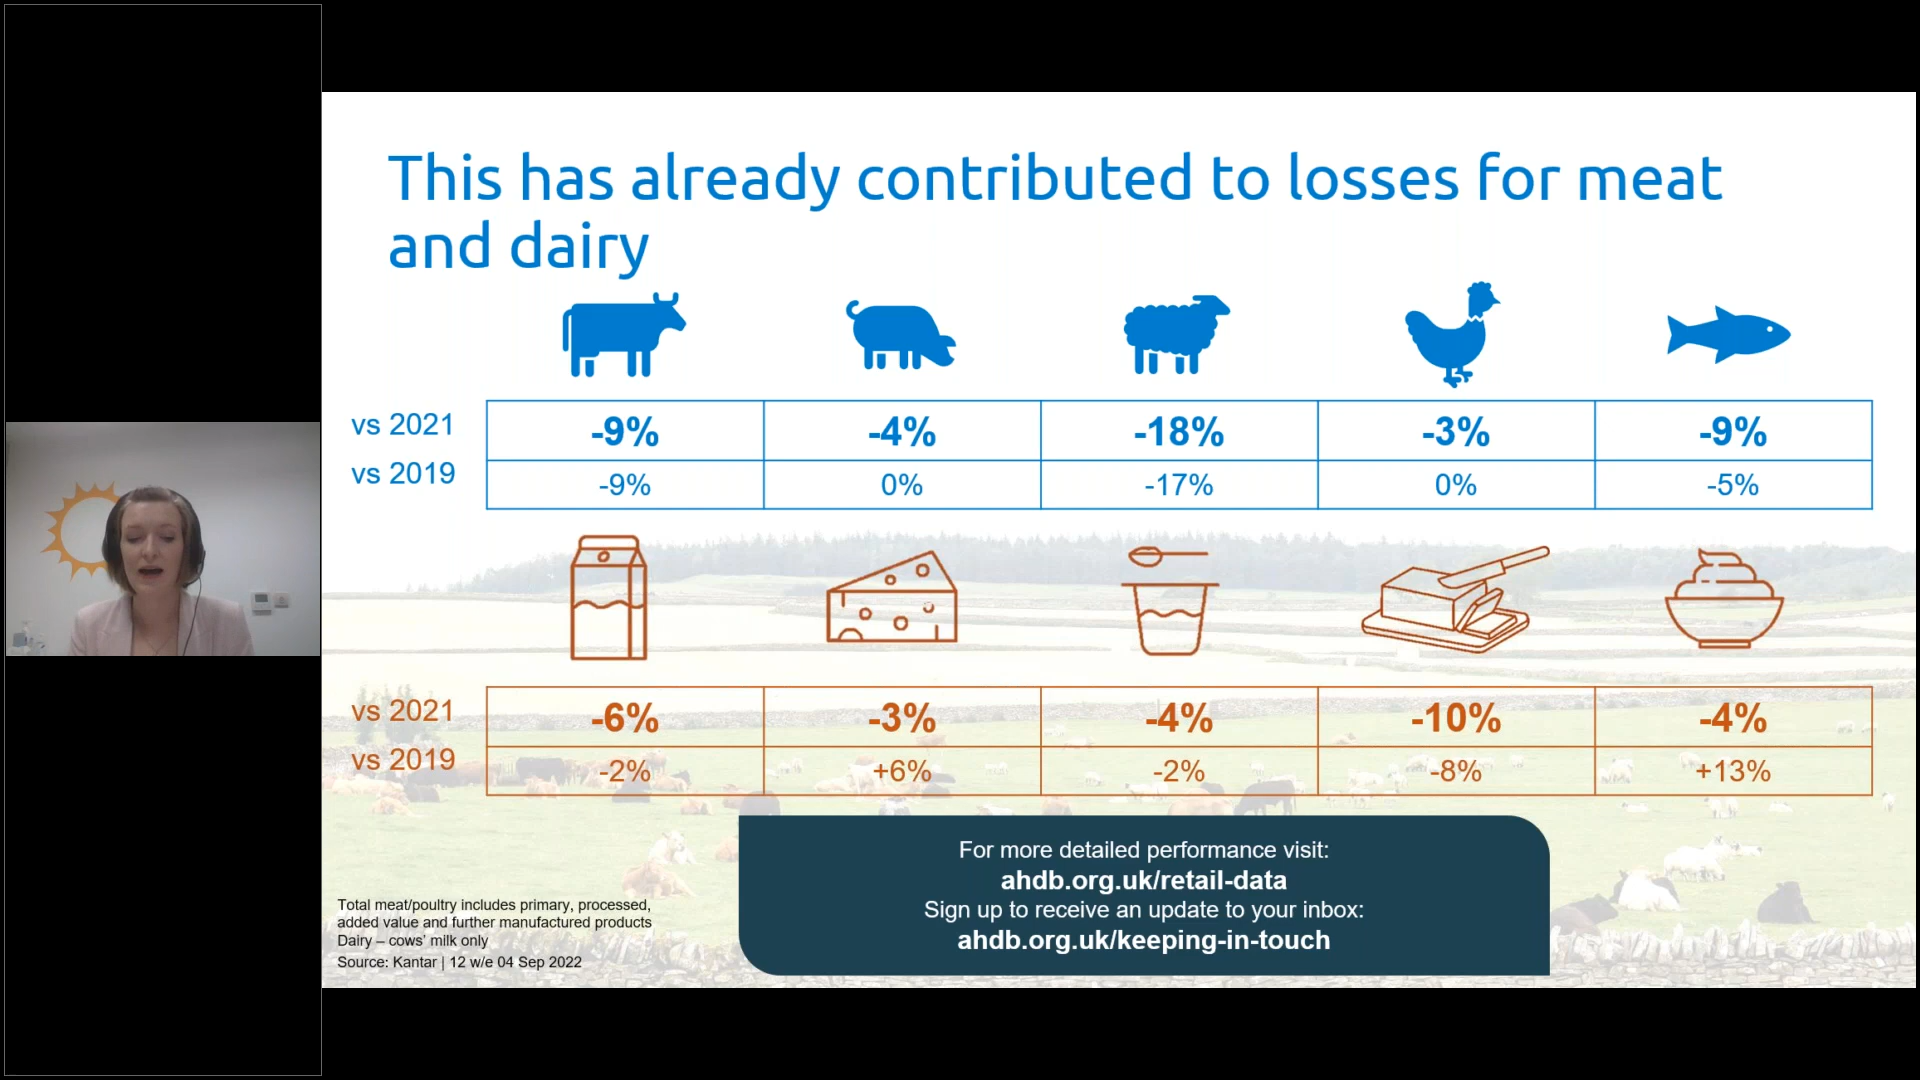 This has already contributed to losses for meat
and dairy
vs 2021
-9%
-4%
-18%
-3%
-9%
vs 2019
-9%
0%
-17%
0%
-5%
vs 2021
-6%
-3%
-4%
-10%
-4%
vs 2019
-2%
+6%
-2%
-8%
+13%
For more detailed performance visit:
ahdb.org.uk/retail-data
Sign up to receive an update to your inbox:
ahdb.org.uk/keeping-in-touch
Total meat/poultry includes primary, processed,
added value and further manufactured products
Dairy – cows’ milk only
Source: Kantar | 12 w/e 04 Sep 2022